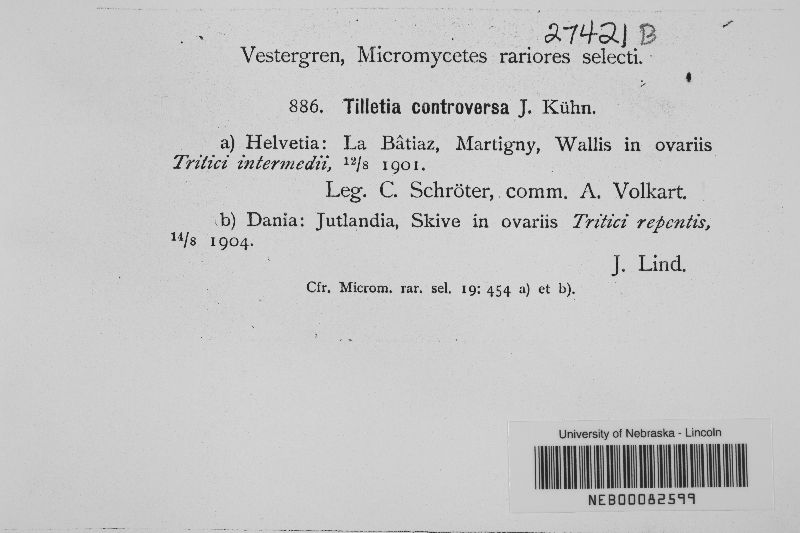 27421 B
Vestergren, Micromycetes rariores selecti.
886. Tilletia controversa J. Kühn.
a) Helvetia: La Bâtiaz, Martigny, Wallis in ovariis
Tritici intermedii, 12/8 1901.
Leg. C. Schröter, comm. A. Volkart.
b) Dania: Jutlandia, Skive in ovariis Tritici repentis,
14/8 1904.
J. Lind.
Cfr. Microm. rar. sel. 19: 454 a) et b).
University of Nebraska - Lincoln
NEB00082599